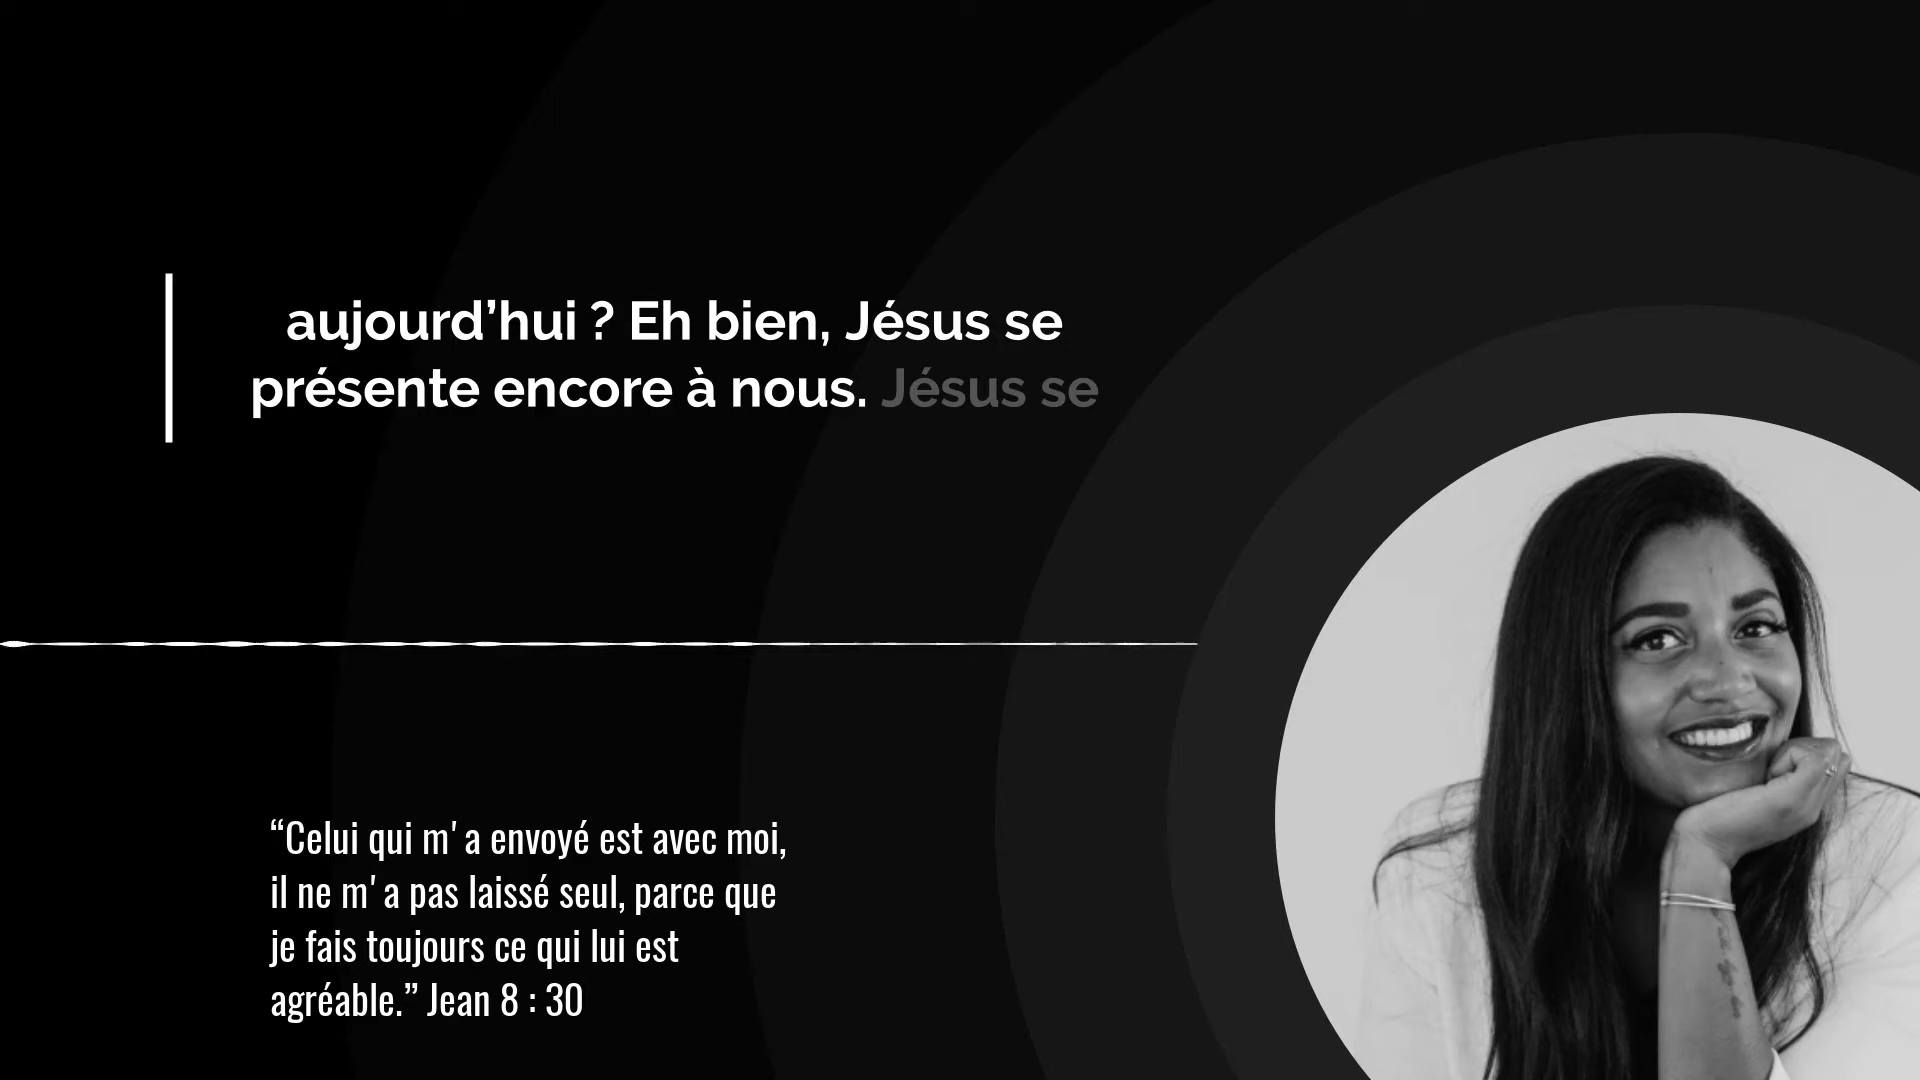 aujourd’hui ? Eh bien, Jésus se
présente encore à nous. Jésus se
“Celui qui m'a envoyé est avec moi,
il ne m'a pas laissé seul, parce que
je fais toujours ce qui lui est
agréable.” Jean 8 : 30